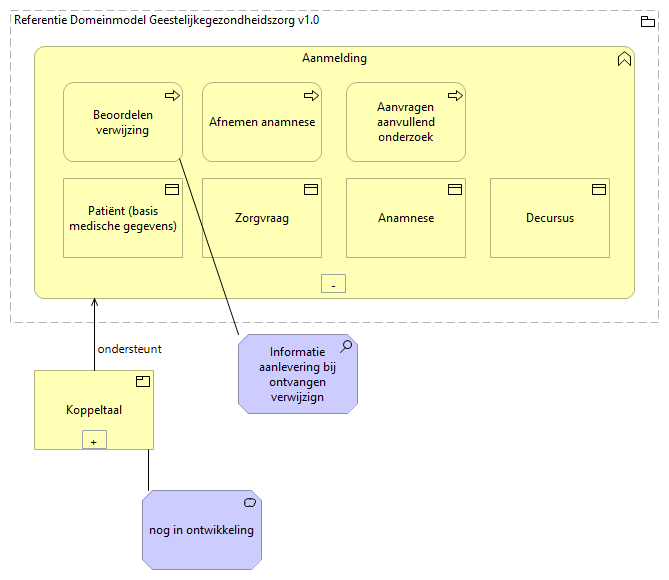 Referentie Domeinmodel Geestelijkegezondheidszorg v1.0
Aanmelding
Beoordelen
verwijzing
Afnemen anamnese
Aanvragen
aanvullend
onderzoek
Patiënt (basis
medische gegevens)
Zorgvraag
Anamnese
Decursus
-
ondersteunt
Informatie
aanlevering bij
ontvangen
verwijzign
Koppeltaal
+
nog in ontwikkeling